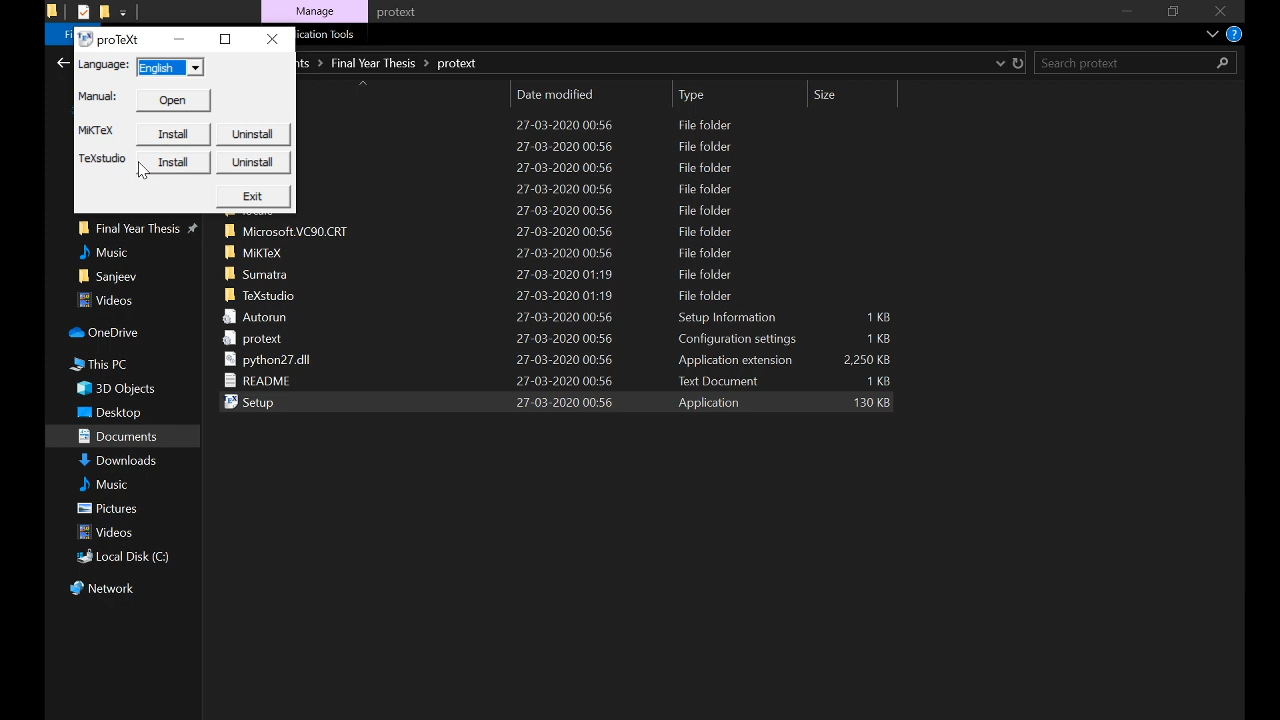 Manage
protext
proTeXt
Language:
English
Manual:
Open
MiKTeX
Install
Uninstall
TeXstudio
Install
Uninstall
Exit
Final Year Thesis > protext
Search protext
Date modified
Type
Size
27-03-2020 00:56 File folder
27-03-2020 00:56 File folder
27-03-2020 00:56 File folder
27-03-2020 00:56 File folder
27-03-2020 00:56 File folder
Microsoft.VC90.CRT 27-03-2020 00:56 File folder
MiKTeX 27-03-2020 00:56 File folder
Sumatra 27-03-2020 01:19 File folder
TeXstudio 27-03-2020 01:19 File folder
Autorun 27-03-2020 00:56 Setup Information 1 KB
protext 27-03-2020 00:56 Configuration settings 1 KB
python27.dll 27-03-2020 00:56 Application extension 2,250 KB
README 27-03-2020 00:56 Text Document 1 KB
Setup 27-03-2020 00:56 Application 130 KB
Final Year Thesis
Music
Sanjeev
Videos
OneDrive
This PC
3D Objects
Desktop
Documents
Downloads
Music
Pictures
Videos
Local Disk (C:)
Network